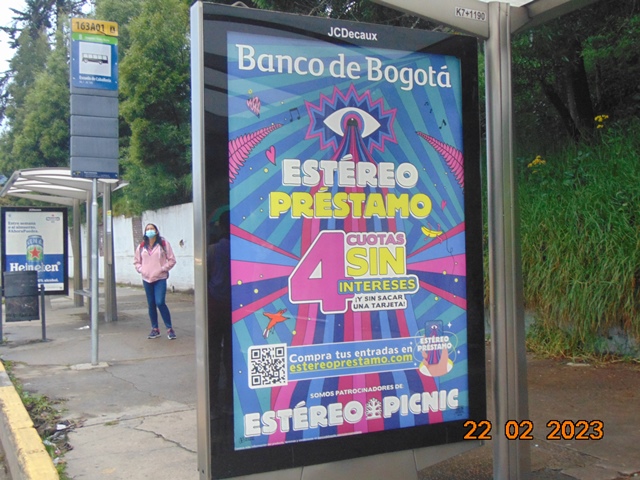 JCDecaux
K7+1190
163A01
Banco de Bogotá
ESTÉREO
PRÉSTAMO
4 CUOTAS
SIN
INTERESES
¡Y SIN SACAR
UNA TARJETA!
Compra tus entradas en
estereoprestamo.com
ESTÉREO
PRÉSTAMO
SOMOS PATROCINADORES DE
ESTÉREO PICNIC
Heineken
22 02 2023